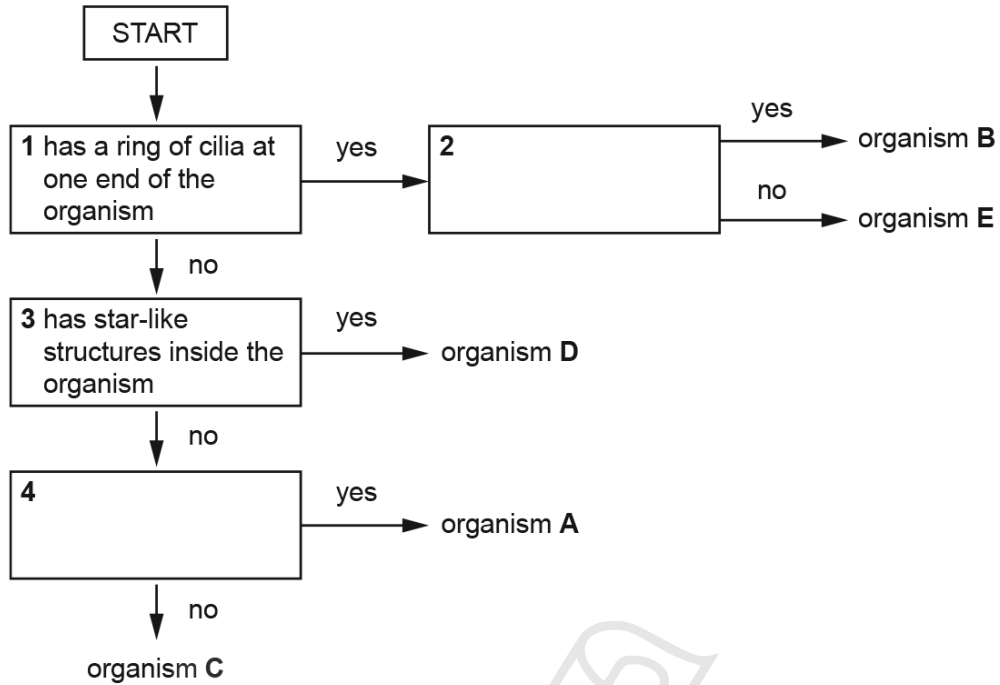 START
1 has a ring of cilia at
one end of the
organism
yes
2
yes
organism B
no
organism E
no
3 has star-like
structures inside the
organism
yes
organism D
no
4
yes
organism A
no
organism C